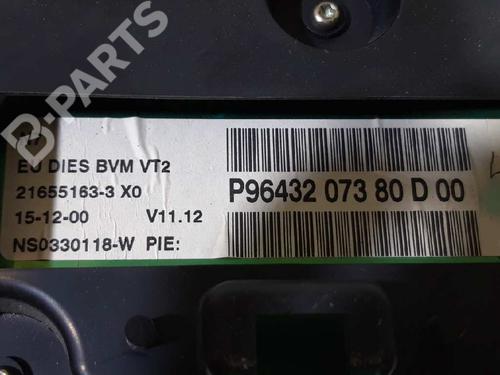 B-PARTS
EU DIES BVM VT2
21655163-3 X0
15-12-00 V11.12
NS0330118-W PIE:
P96432 073 80 D 00